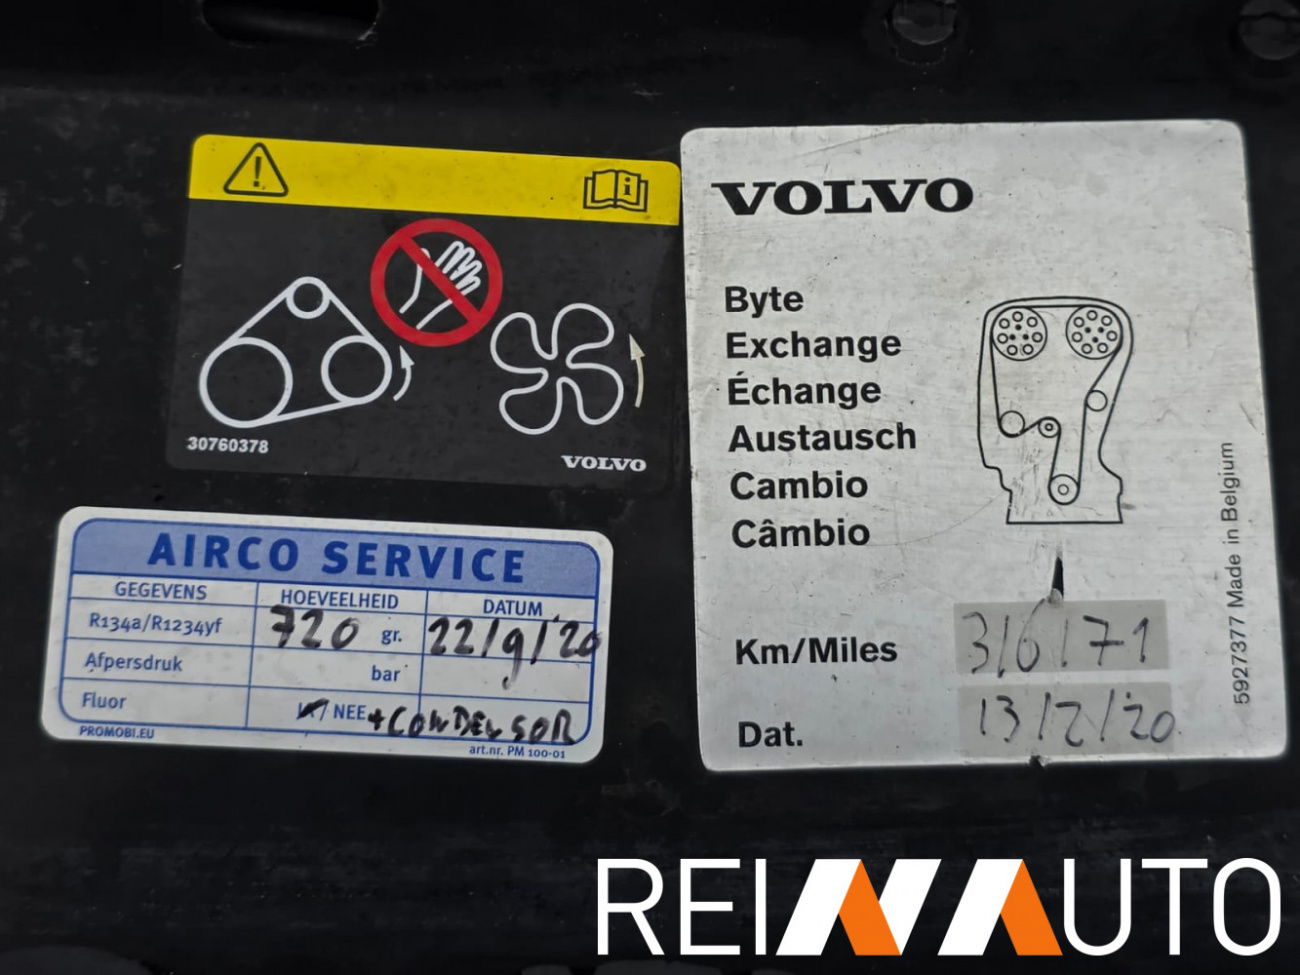 30760378
VOLVO
AIRCO SERVICE
GEGEVENS HOEVEELHEID DATUM
R134a/R1234yf 720 gr. 22/9/'20
Afpersdruk bar
Fluor / NEE +CONDENSOR
PROMOBI.EU art.nr. PM 100-01
VOLVO
Byte
Exchange
Échange
Austausch
Cambio
Câmbio
Km/Miles 316171
Dat. 13/2/'20
5927377 Made in Belgium
REINAUTO